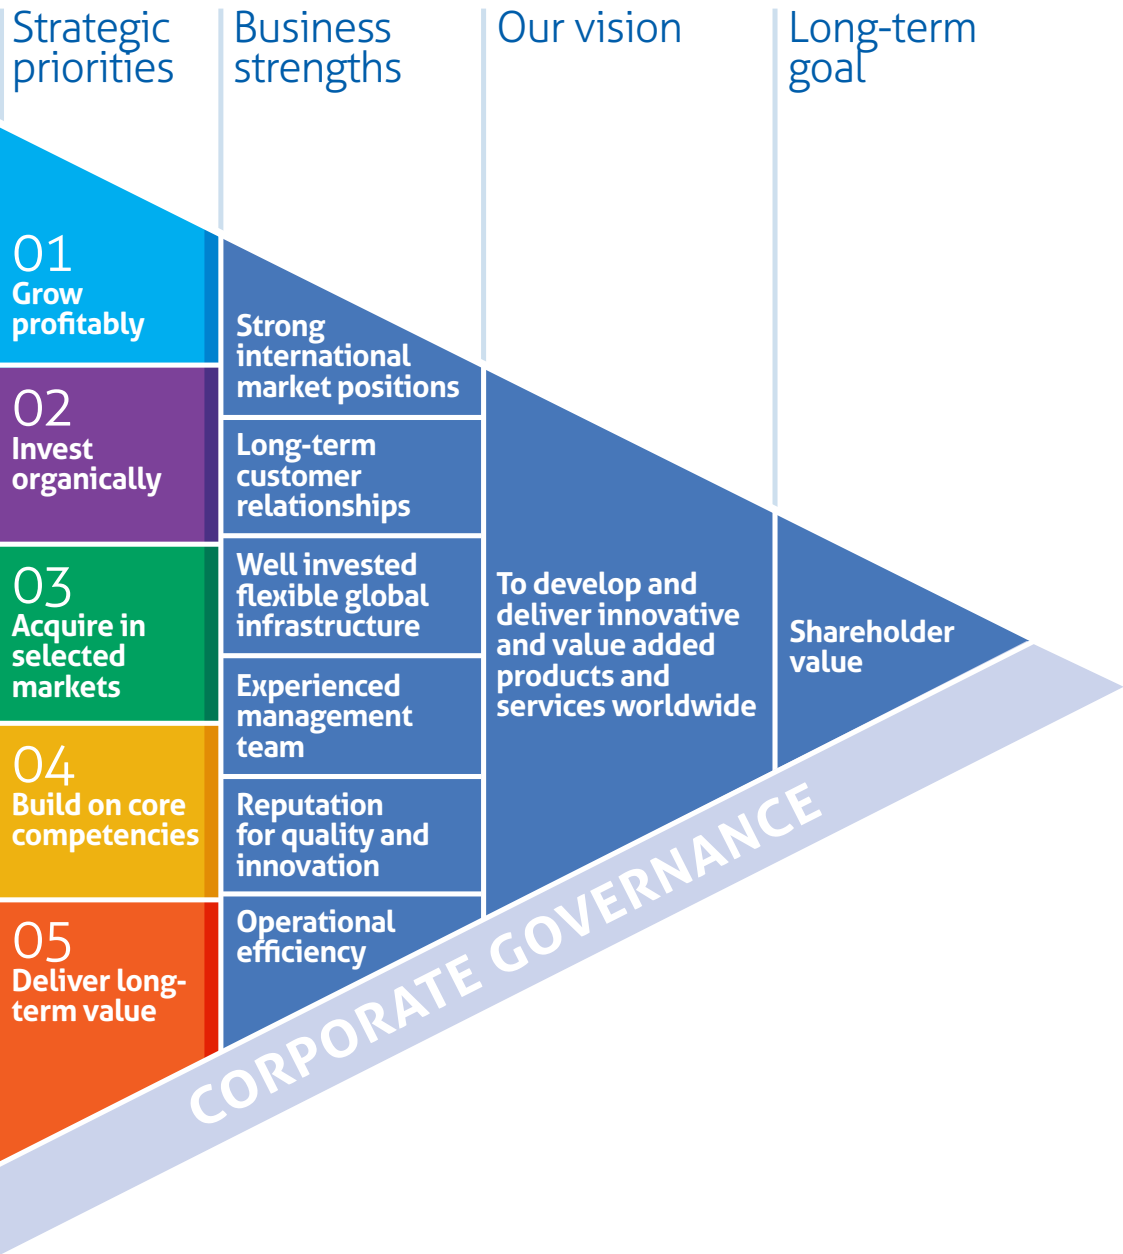 Strategic
priorities
Business
strengths
Our vision
Long-term
goal
01
Grow
profitably
02
Invest
organically
03
Acquire in
selected
markets
04
Build on core
competencies
05
Deliver long-
term value
Strong
international
market positions
Long-term
customer
relationships
Well invested
flexible global
infrastructure
Experienced
management
team
Reputation
for quality and
innovation
Operational
efficiency
To develop and
deliver innovative
and value added
products and
services worldwide
Shareholder
value
CORPORATE GOVERNANCE